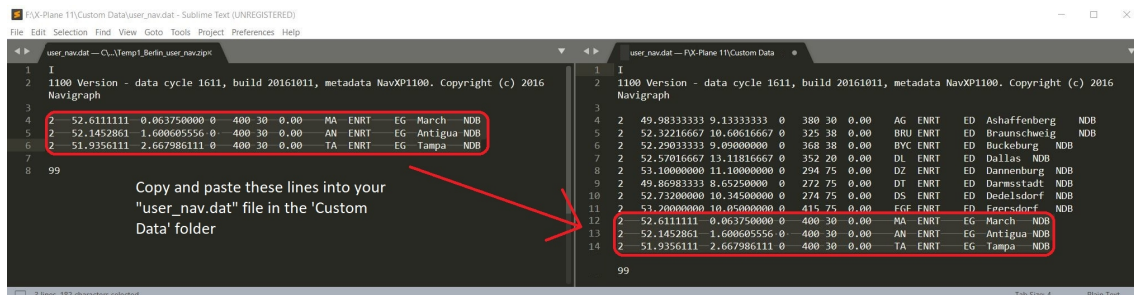 F:\X-Plane 11\Custom Data\user_nav.dat - Sublime Text (UNREGISTERED)
File Edit Selection Find View Goto Tools Project Preferences Help
user_nav.dat — C:\...\Temp1_Berlin_user_nav.zip
1 I
2 1100 Version - data cycle 1611, build 20161011, metadata NavXP1100. Copyright (c) 2016
Navigraph
3
4 2 52.6111111 0.063750000 0 400 30 0.00 MA ENRT EG March NDB
5 2 52.1452861 1.600605556 0 400 30 0.00 AN ENRT EG Antigua NDB
6 2 51.9356111 2.667986111 0 400 30 0.00 TA ENRT EG Tampa NDB
7
8 99
Copy and paste these lines into your
"user_nav.dat" file in the 'Custom
Data' folder
user_nav.dat — F:\X-Plane 11\Custom Data
1 I
2 1100 Version - data cycle 1611, build 20161011, metadata NavXP1100. Copyright (c) 2016
Navigraph
3
4 2 49.98333333 9.13333333 0 380 30 0.00 AG ENRT ED Ashaffenberg NDB
5 2 52.32216667 10.60616667 0 325 38 0.00 BRU ENRT ED Braunschweig NDB
6 2 52.29033333 9.09000000 0 368 38 0.00 BYC ENRT ED Buckeburg NDB
7 2 52.57016667 13.11816667 0 352 20 0.00 DL ENRT ED Dallas NDB
8 2 53.10000000 11.10000000 0 294 75 0.00 DZ ENRT ED Dannenburg NDB
9 2 49.86983333 8.65250000 0 272 75 0.00 DT ENRT ED Darmsstadt NDB
10 2 52.73200000 10.34500000 0 274 75 0.00 DS ENRT ED Dedelsdorf NDB
11 2 53.20000000 10.05000000 0 415 75 0.00 EGF ENRT ED NDB
12 2 52.6111111 0.063750000 0 400 30 0.00 MA ENRT EG March NDB
13 2 52.1452861 1.600605556 0 400 30 0.00 AN ENRT EG Antigua NDB
14 2 51.9356111 2.667986111 0 400 30 0.00 TA ENRT EG Tampa NDB
99
3 lines, 183 characters selected
Tab Size: 4 Plain Text